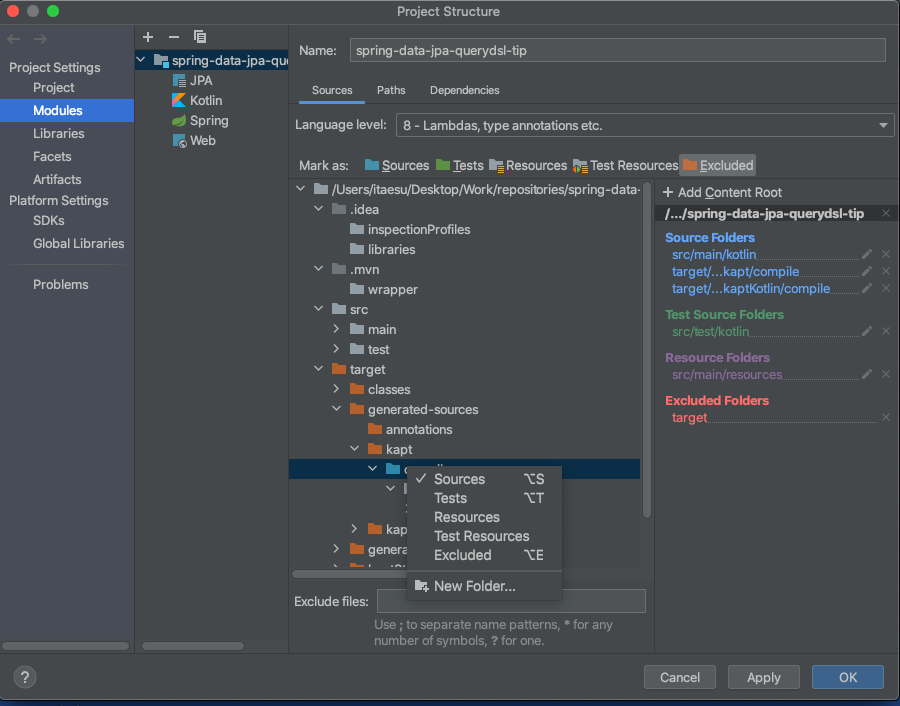 Project Structure
Project Settings
Project
Modules
Libraries
Facets
Artifacts
Platform Settings
SDKs
Global Libraries
Problems
spring-data-jpa-que
JPA
Kotlin
Spring
Web
Name: spring-data-jpa-querydsl-tip
Sources Paths Dependencies
Language level: 8 - Lambdas, type annotations etc.
Mark as: Sources Tests Resources Test Resources Excluded
/Users/itaesu/Desktop/Work/repositories/spring-data-
.idea
inspectionProfiles
libraries
.mvn
wrapper
src
main
test
target
classes
generated-sources
annotations
kapt
kap
genera
Sources ⌥S
Tests ⌥T
Resources
Test Resources
Excluded ⌥E
New Folder...
Exclude files:
Use ; to separate name patterns, * for any
number of symbols, ? for one.
+ Add Content Root
/.../spring-data-jpa-querydsl-tip
Source Folders
src/main/kotlin
target/...kapt/compile
target/...kaptKotlin/compile
Test Source Folders
src/test/kotlin
Resource Folders
src/main/resources
Excluded Folders
target
?
Cancel Apply OK